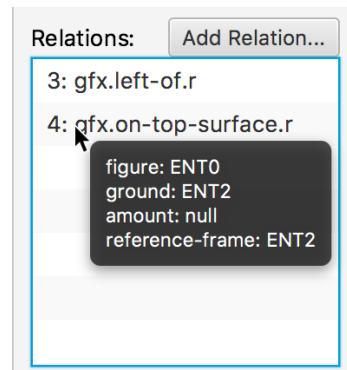 Relations: Add Relation...
3: gfx.left-of.r
4: gfx.on-top-surface.r
figure: ENT0
ground: ENT2
amount: null
reference-frame: ENT2